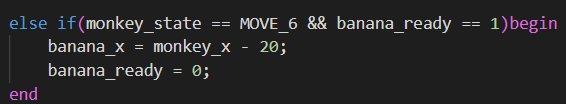 else if(monkey_state == MOVE_6 && banana_ready == 1)begin
    banana_x = monkey_x - 20;
    banana_ready = 0;
end